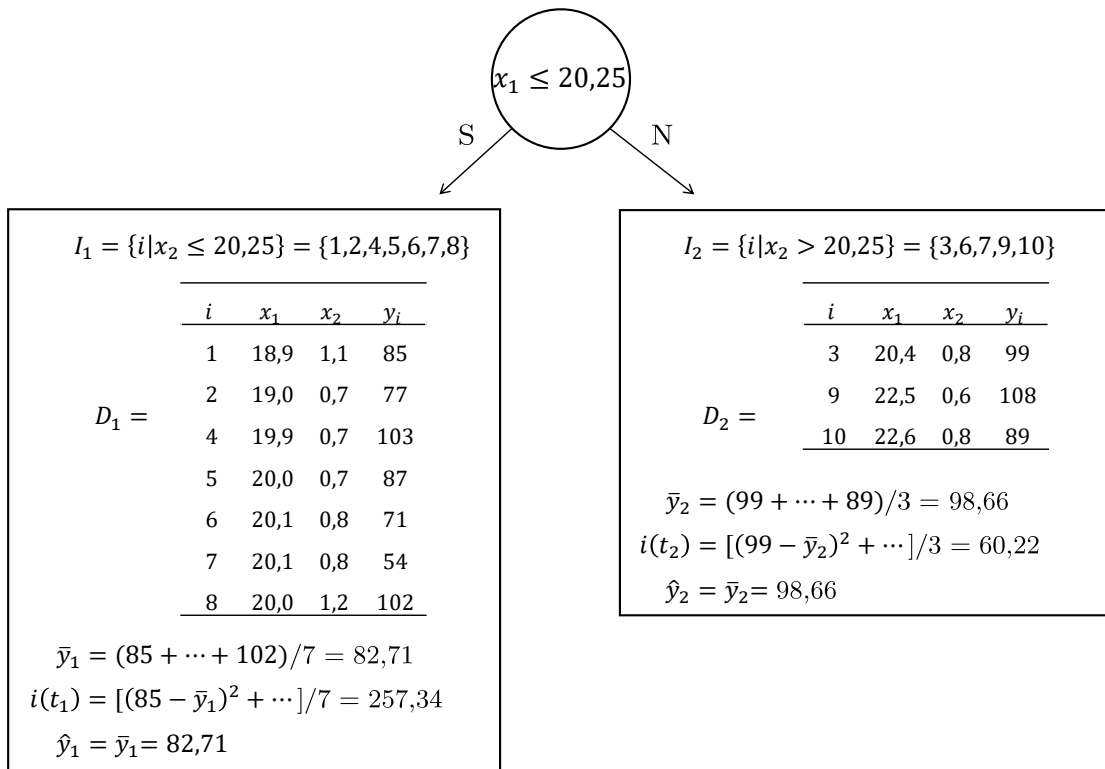 x₁ ≤ 20,25
S
N
I₁ = {i|x₂ ≤ 20,25} = {1,2,4,5,6,7,8}
D₁ =
i x₁ x₂ yᵢ
1 18,9 1,1 85
2 19,0 0,7 77
4 19,9 0,7 103
5 20,0 0,7 87
6 20,1 0,8 71
7 20,1 0,8 54
8 20,0 1,2 102
ȳ₁ = (85 + ⋯ + 102)/7 = 82,71
i(t₁) = [(85 − ȳ₁)² + ⋯ ]/7 = 257,34
ŷ₁ = ȳ₁= 82,71
I₂ = {i|x₂ > 20,25} = {3,6,7,9,10}
D₂ =
i x₁ x₂ yᵢ
3 20,4 0,8 99
9 22,5 0,6 108
10 22,6 0,8 89
ȳ₂ = (99 + ⋯ + 89)/3 = 98,66
i(t₂) = [(99 − ȳ₂)² + ⋯ ]/3 = 60,22
ŷ₂ = ȳ₂= 98,66